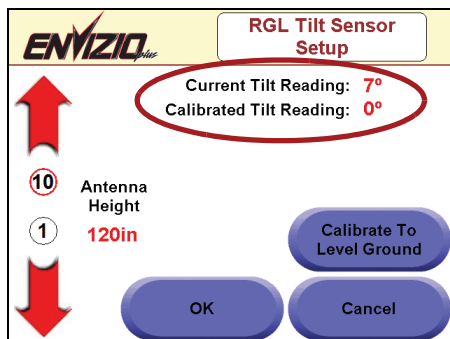 ENVIZIO plus
RGL Tilt Sensor
Setup
Current Tilt Reading: 7º
Calibrated Tilt Reading: 0º
10
Antenna
Height
1
120in
Calibrate To
Level Ground
OK
Cancel